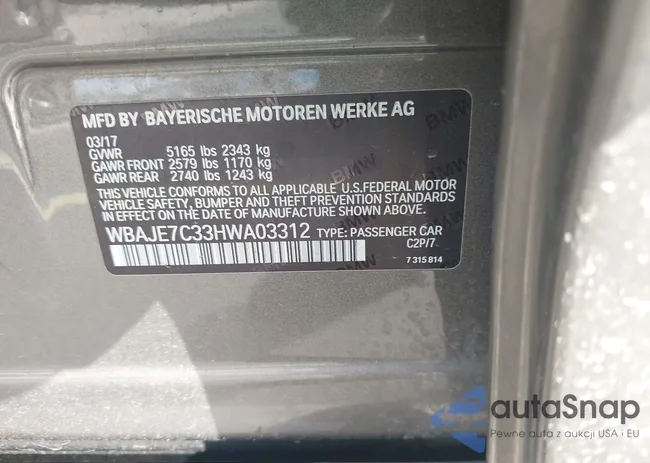 MFD BY BAYERISCHE MOTOREN WERKE AG
03/17
GVWR 5165 lbs 2343 kg
GAWR FRONT 2579 lbs 1170 kg
GAWR REAR 2740 lbs 1243 kg
THIS VEHICLE CONFORMS TO ALL APPLICABLE U.S.FEDERAL MOTOR
VEHICLE SAFETY, BUMPER, AND THEFT PREVENTION STANDARDS
IN EFFECT ON THE DATE OF MANUFACTURE SHOWN ABOVE.
WBAJE7C33HWA03312 TYPE: PASSENGER CAR
C2P/7
7 315 814
BMW
autoSnap
Pewne auta z aukcji USA i EU